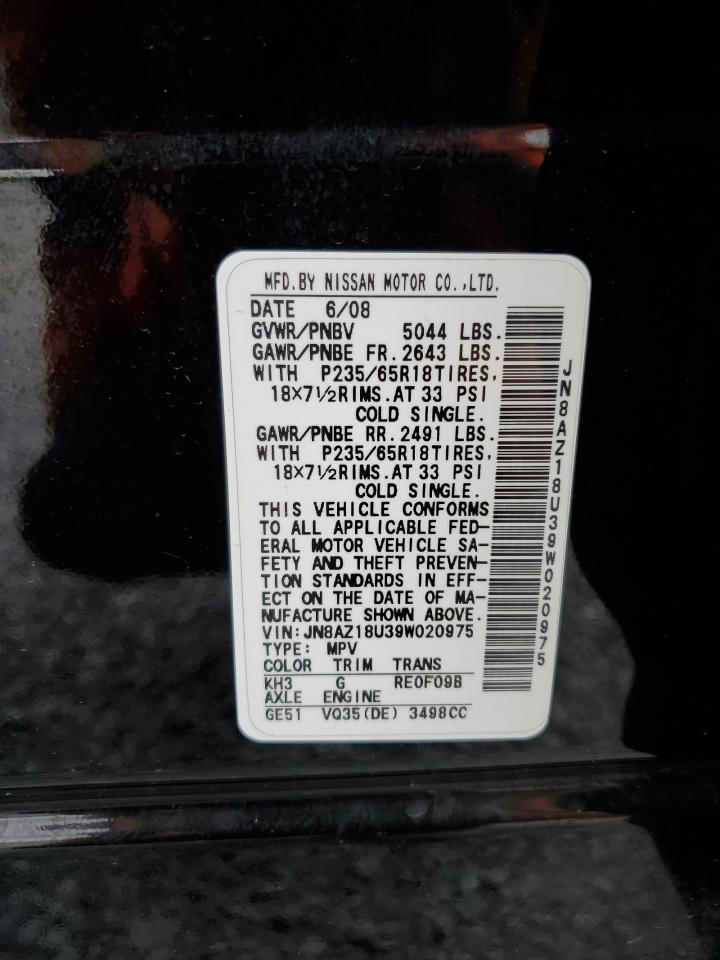 MFD.BY NISSAN MOTOR CO.,LTD.
DATE 6/08
GVWR/PNBV 5044 LBS.
GAWR/PNBE FR.2643 LBS.
WITH P235/65R18TIRES,
18×7½RIMS.AT 33 PSI
COLD SINGLE.
GAWR/PNBE RR.2491 LBS.
WITH P235/65R18TIRES,
18×7½RIMS.AT 33 PSI
COLD SINGLE.
THIS VEHICLE CONFORMS
TO ALL APPLICABLE FED-
ERAL MOTOR VEHICLE SA-
FETY AND THEFT PREVEN-
TION STANDARDS IN EFF-
ECT ON THE DATE OF MA-
NUFACTURE SHOWN ABOVE.
VIN:JN8AZ18U39W020975
TYPE: MPV
COLOR TRIM TRANS
KH3 G RE0F09B
AXLE ENGINE
GE51 VQ35(DE) 3498CC
JN8AZ18U39W020975